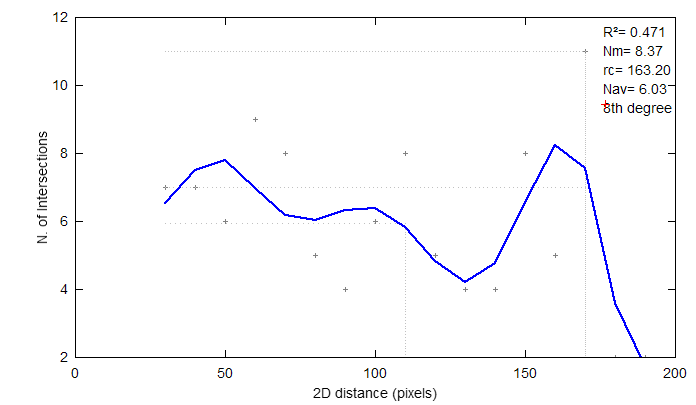 12
10
8
6
4
2
N. of Intersections
R²= 0.471
Nm= 8.37
rc= 163.20
Nav= 6.03
8th degree
0 50 100 150 200
2D distance (pixels)